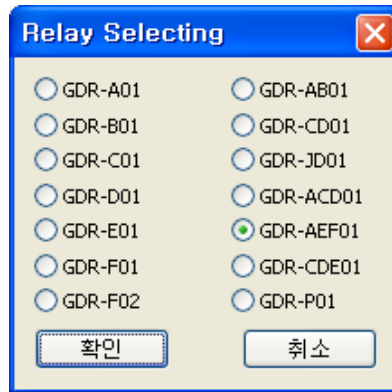 Relay Selecting
GDR-A01 GDR-AB01
GDR-B01 GDR-CD01
GDR-C01 GDR-JD01
GDR-D01 GDR-ACD01
GDR-E01 GDR-AEF01
GDR-F01 GDR-CDE01
GDR-F02 GDR-P01
확인 취소